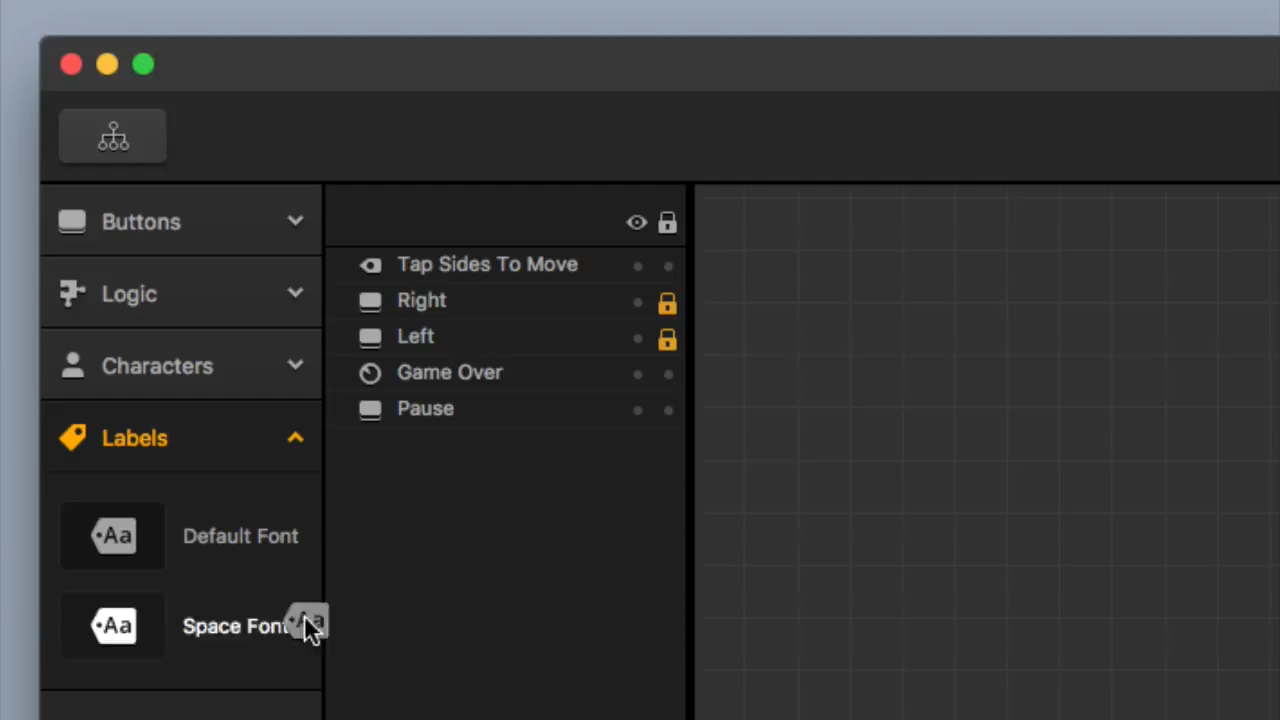 Buttons
Logic
Characters
Labels
Aa Default Font
Aa Space Font
Aa
Tap Sides To Move
Right
Left
Game Over
Pause